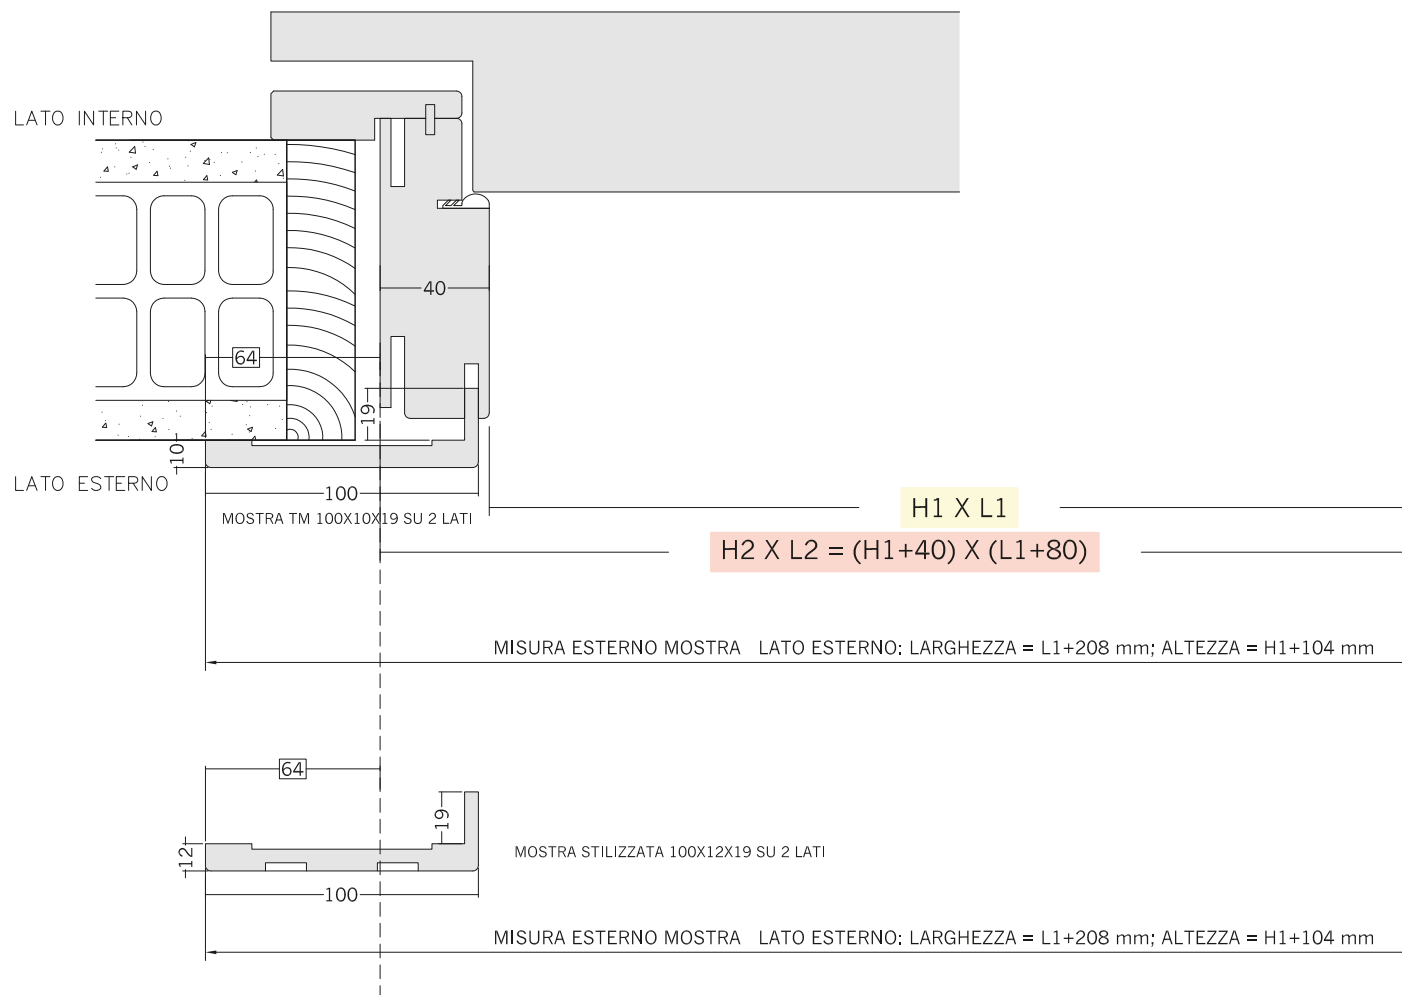 LATO INTERNO
40
64
19
10
LATO ESTERNO
100
MOSTRA TM 100X10X19 SU 2 LATI
H1 X L1
H2 X L2 = (H1+40) X (L1+80)
MISURA ESTERNO MOSTRA LATO ESTERNO: LARGHEZZA = L1+208 mm; ALTEZZA = H1+104 mm
64
19
12
MOSTRA STILIZZATA 100X12X19 SU 2 LATI
100
MISURA ESTERNO MOSTRA LATO ESTERNO: LARGHEZZA = L1+208 mm; ALTEZZA = H1+104 mm